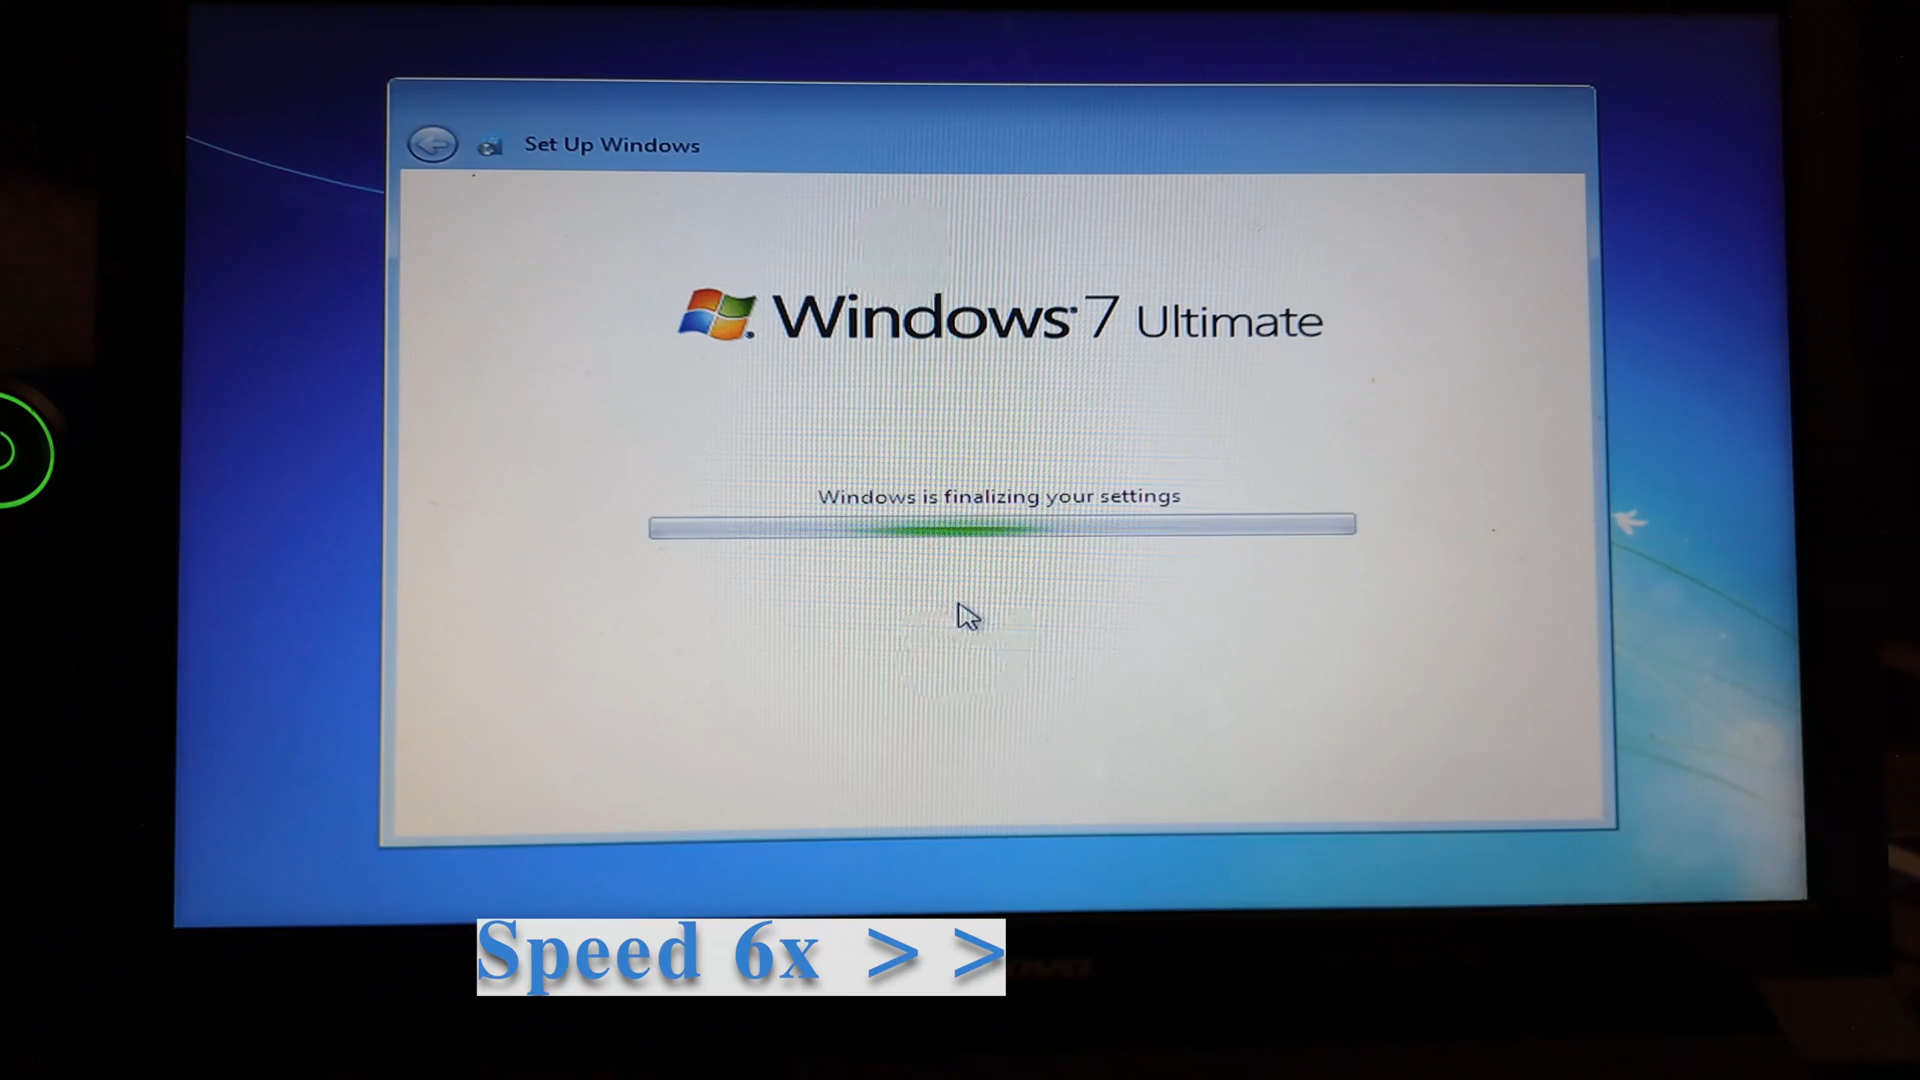 Set Up Windows
Windows 7 Ultimate
Windows is finalizing your settings
Speed 6x > >